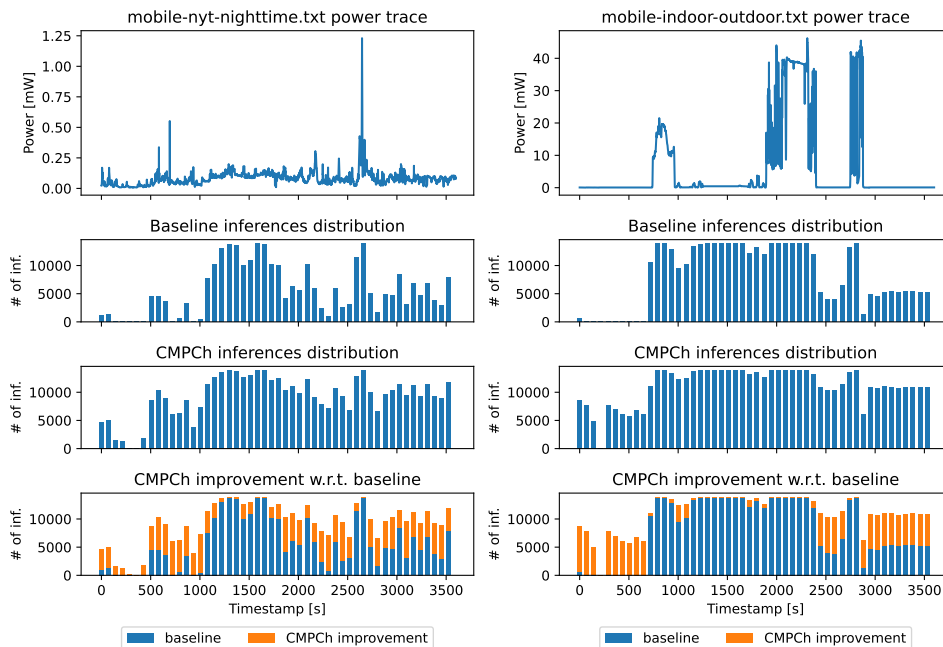 mobile-nyt-nighttime.txt power trace
Power [mW]
1.25
1.00
0.75
0.50
0.25
0.00
mobile-indoor-outdoor.txt power trace
Power [mW]
40
30
20
10
0
Baseline inferences distribution
# of inf.
10000
5000
0
Baseline inferences distribution
# of inf.
10000
5000
0
CMPCh inferences distribution
# of inf.
10000
5000
0
CMPCh inferences distribution
# of inf.
10000
5000
0
CMPCh improvement w.r.t. baseline
# of inf.
10000
5000
0
0 500 1000 1500 2000 2500 3000 3500
Timestamp [s]
baseline CMPCh improvement
CMPCh improvement w.r.t. baseline
# of inf.
10000
5000
0
0 500 1000 1500 2000 2500 3000 3500
Timestamp [s]
baseline CMPCh improvement